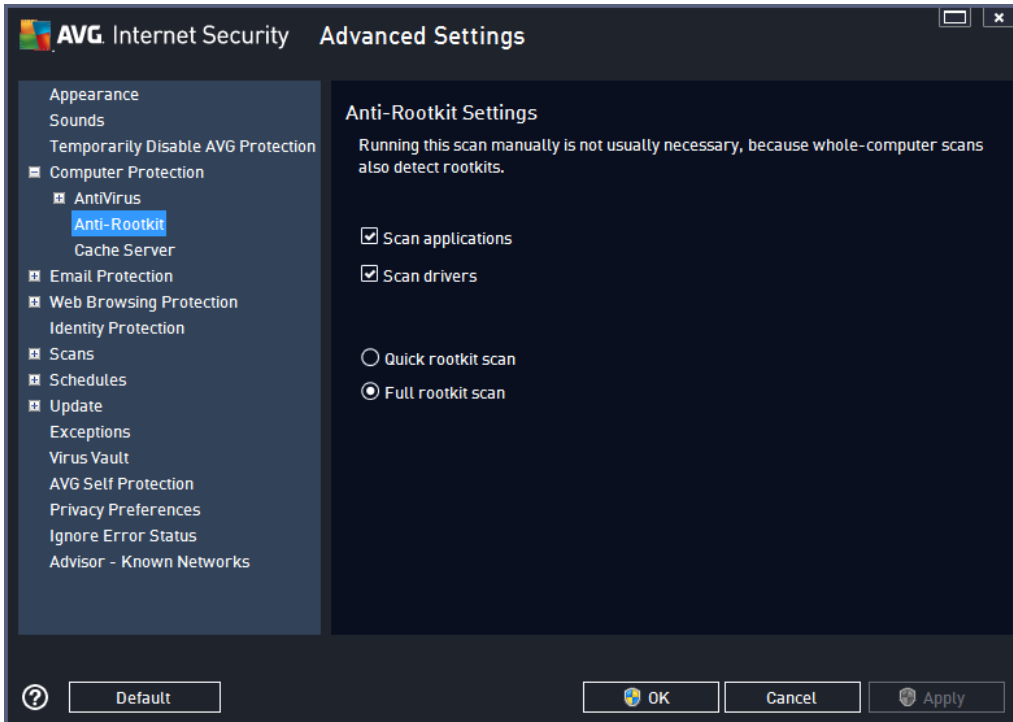 AVG. Internet Security Advanced Settings
Appearance
Sounds
Temporarily Disable AVG Protection
Computer Protection
AntiVirus
Anti-Rootkit
Cache Server
Email Protection
Web Browsing Protection
Identity Protection
Scans
Schedules
Update
Exceptions
Virus Vault
AVG Self Protection
Privacy Preferences
Ignore Error Status
Advisor - Known Networks
Anti-Rootkit Settings
Running this scan manually is not usually necessary, because whole-computer scans
also detect rootkits.
Scan applications
Scan drivers
Quick rootkit scan
Full rootkit scan
? Default OK Cancel Apply